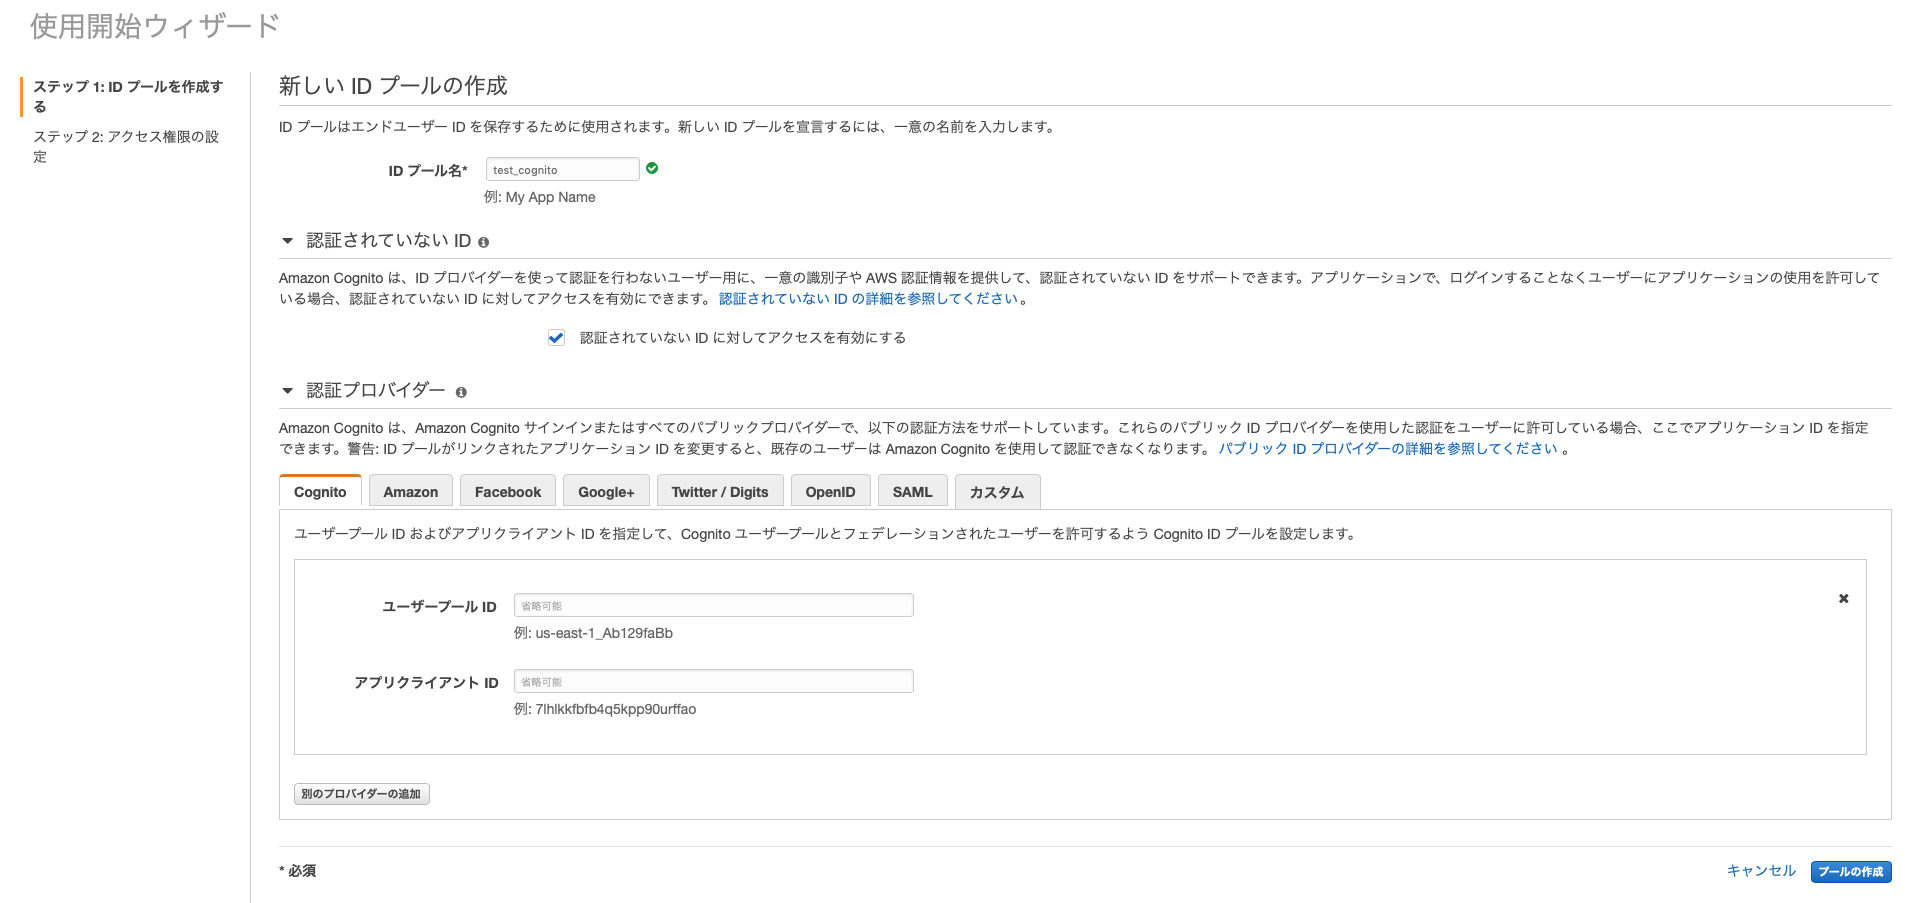 使用開始ウィザード
ステップ 1: ID プールを作成す
る
ステップ 2: アクセス権限の設
定
新しい ID プールの作成
ID プールはエンドユーザー ID を保存するために使用されます。新しい ID プールを宣言するには、一意の名前を入力します。
ID プール名* test_cognito
例: My App Name
認証されていない ID
Amazon Cognito は、ID プロバイダーを使って認証を行わないユーザー用に、一意の識別子や AWS 認証情報を提供して、認証されていない ID をサポートできます。アプリケーションで、ログインすることなくユーザーにアプリケーションの使用を許可して
いる場合、認証されていない ID に対してアクセスを有効にできます。 認証されていない ID の詳細を参照してください。
認証されていない ID に対してアクセスを有効にする
認証プロバイダー
Amazon Cognito は、Amazon Cognito サインインまたはすべてのパブリックプロバイダーで、以下の認証方法をサポートしています。これらのパブリック ID プロバイダーを使用した認証をユーザーに許可している場合、ここでアプリケーション ID を指定
できます。警告: ID プールがリンクされたアプリケーション ID を変更すると、既存のユーザーは Amazon Cognito を使用して認証できなくなります。 パブリック ID プロバイダーの詳細を参照してください 。
Cognito Amazon Facebook Google+ Twitter / Digits OpenID SAML カスタム
ユーザープール ID およびアプリクライアント ID を指定して、Cognito ユーザープールとフェデレーションされたユーザーを許可するよう Cognito ID プールを設定します。
ユーザープール ID 省略可能
例: us-east-1_Ab129faBb
アプリクライアント ID 省略可能
例: 7lhlkkfbfb4q5kpp90urffao
別のプロバイダーの追加
* 必須 キャンセル プールの作成